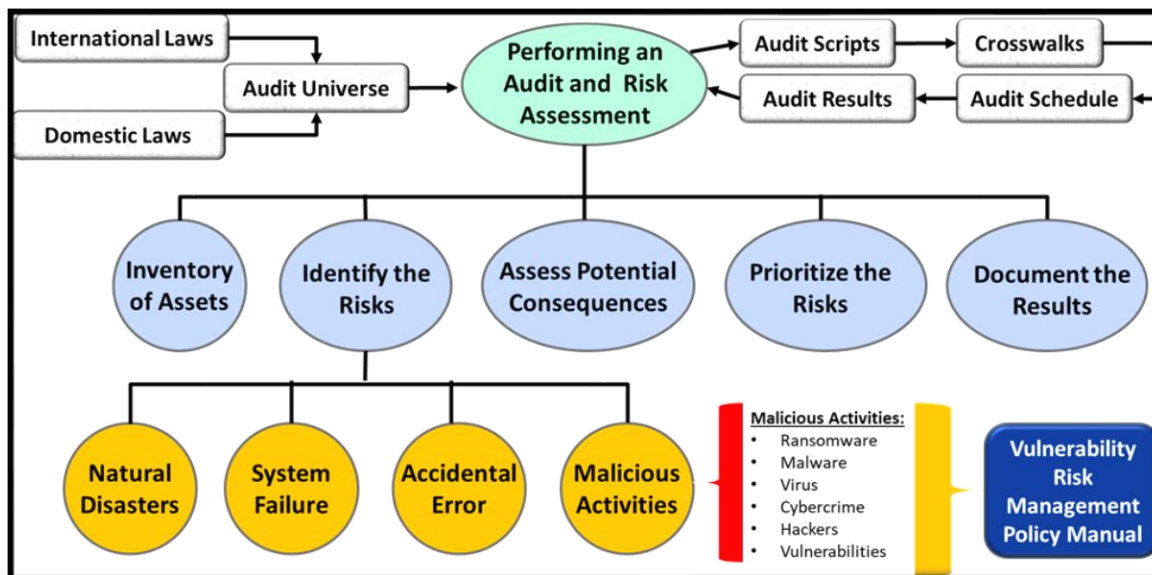 International Laws
Domestic Laws
Audit Universe
Performing an
Audit and Risk
Assessment
Audit Scripts
Crosswalks
Audit Results
Audit Schedule
Inventory
of Assets
Identify the
Risks
Assess Potential
Consequences
Prioritize the
Risks
Document the
Results
Natural
Disasters
System
Failure
Accidental
Error
Malicious
Activities
Malicious Activities:
• Ransomware
• Malware
• Virus
• Cybercrime
• Hackers
• Vulnerabilities
Vulnerability
Risk
Management
Policy Manual